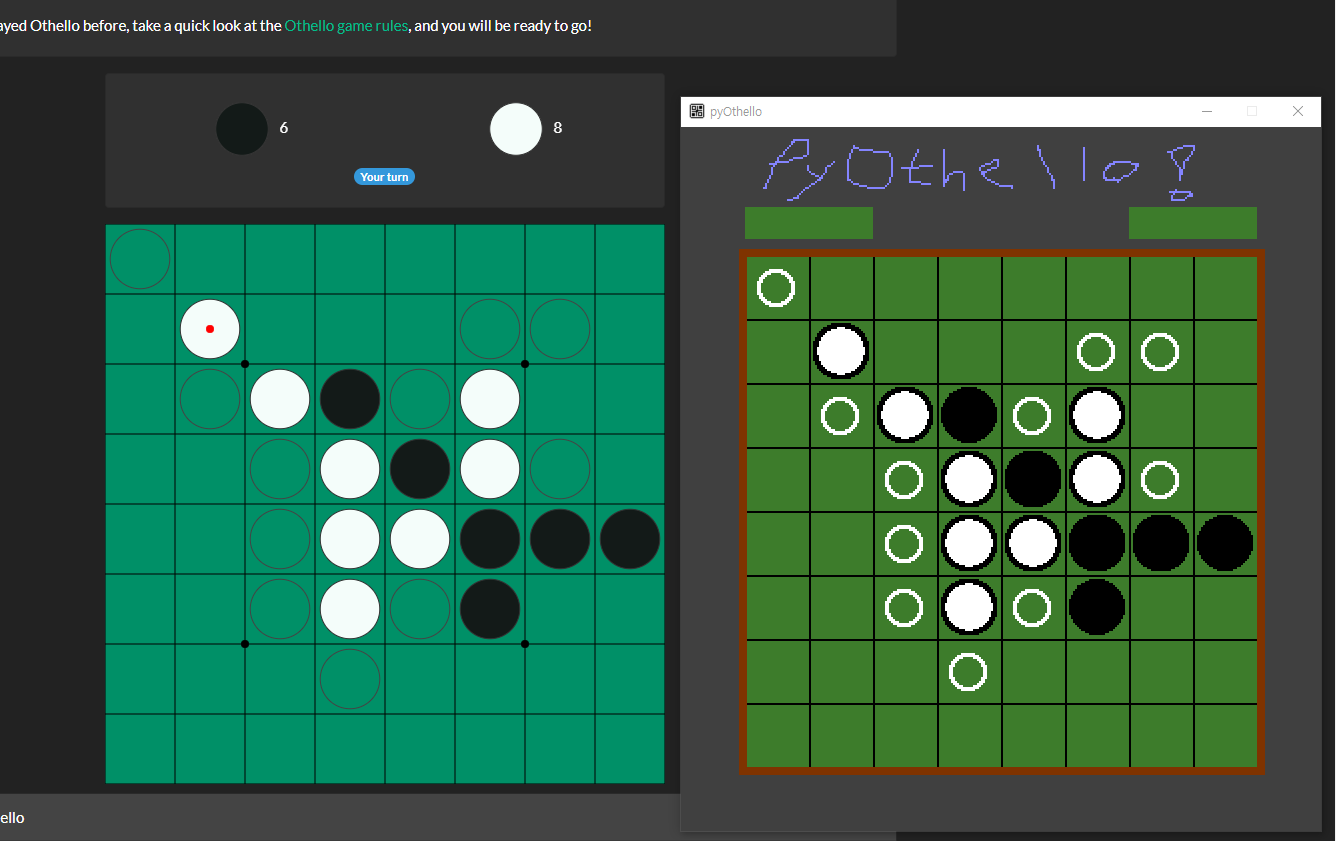 ayed Othello before, take a quick look at the Othello game rules, and you will be ready to go!
6
8
Your turn
pyOthello
PyOthello!
ello